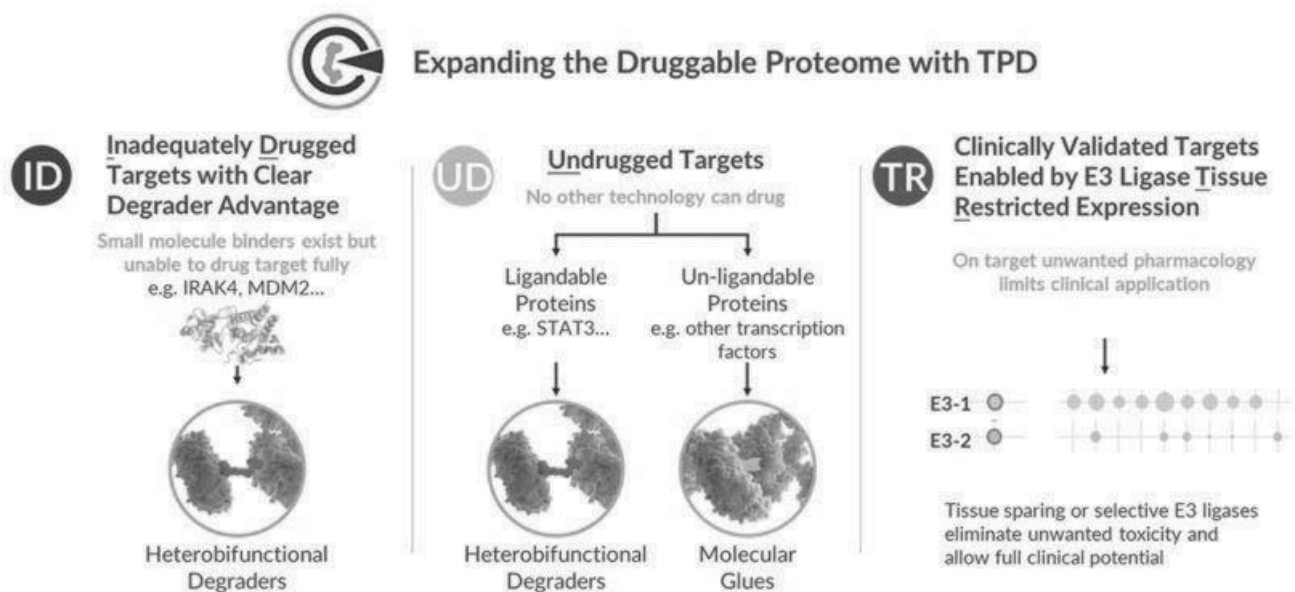 Expanding the Druggable Proteome with TPD
ID
Inadequately Drugged
Targets with Clear
Degrader Advantage
Small molecule binders exist but
unable to drug target fully
e.g. IRAK4, MDM2...
Heterobifunctional
Degraders
UD
Undrugged Targets
No other technology can drug
Ligandable
Proteins
e.g. STAT3...
Heterobifunctional
Degraders
Un-ligandable
Proteins
e.g. other transcription
factors
Molecular
Glues
TR
Clinically Validated Targets
Enabled by E3 Ligase Tissue
Restricted Expression
On target unwanted pharmacology
limits clinical application
E3-1
E3-2
Tissue sparing or selective E3 ligases
eliminate unwanted toxicity and
allow full clinical potential